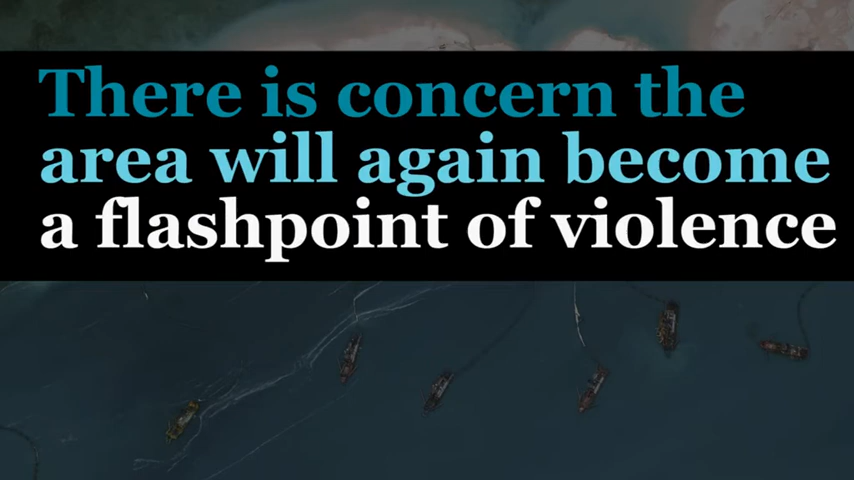 There is concern the
area will again become
a flashpoint of violence